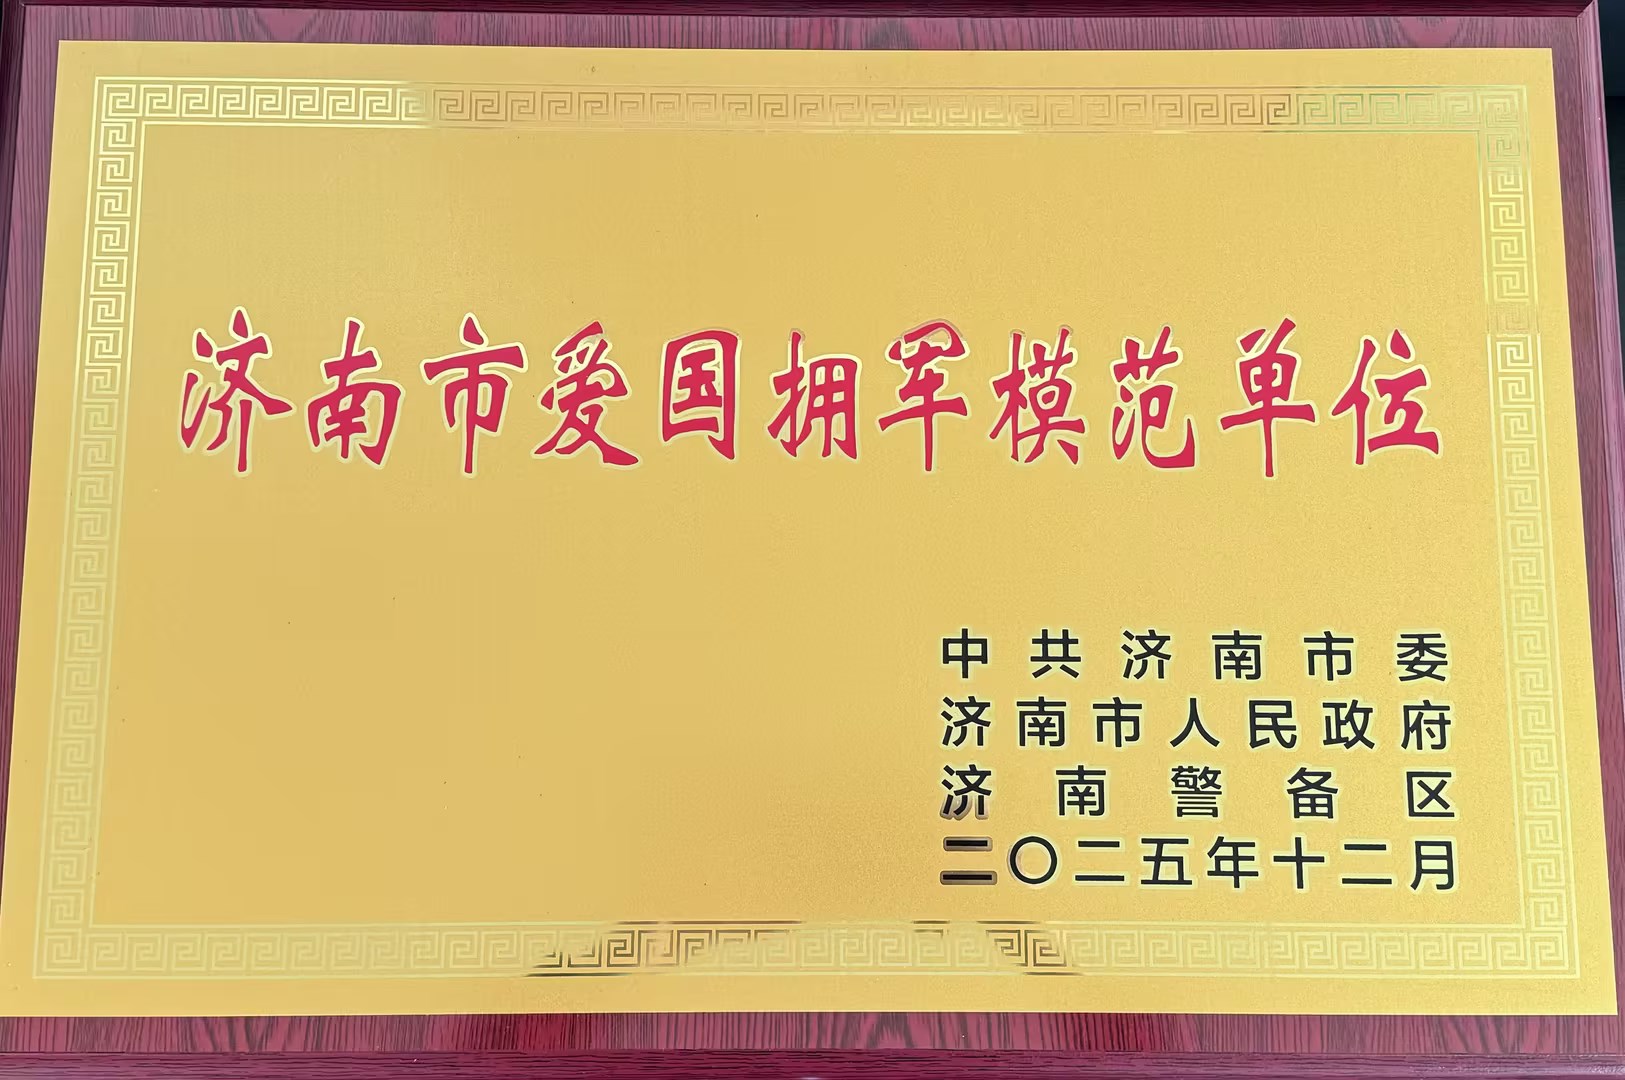 济南市爱国拥军模范单位
中共济南市委
济南市人民政府
济南警备区
二〇二五年十二月